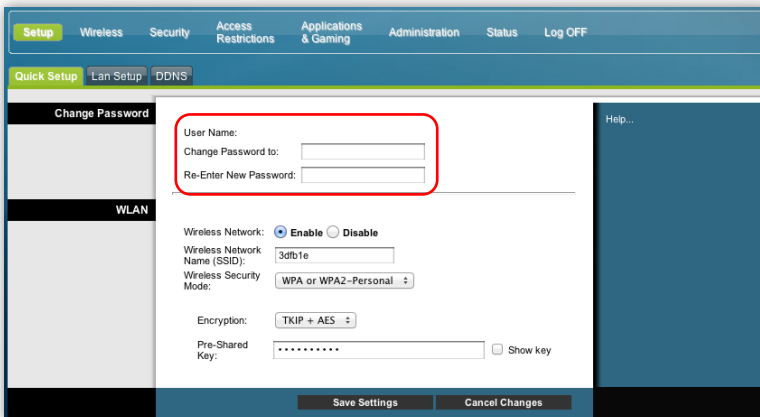 Setup Wireless Security Access Restrictions Applications & Gaming Administration Status Log OFF
Quick Setup Lan Setup DDNS
Change Password
Help...
User Name:
Change Password to:
Re-Enter New Password:
WLAN
Wireless Network: Enable Disable
Wireless Network
Name (SSID): 3dfb1e
Wireless Security
Mode: WPA or WPA2-Personal
Encryption: TKIP + AES
Pre-Shared
Key: •••••••••• Show key
Save Settings Cancel Changes